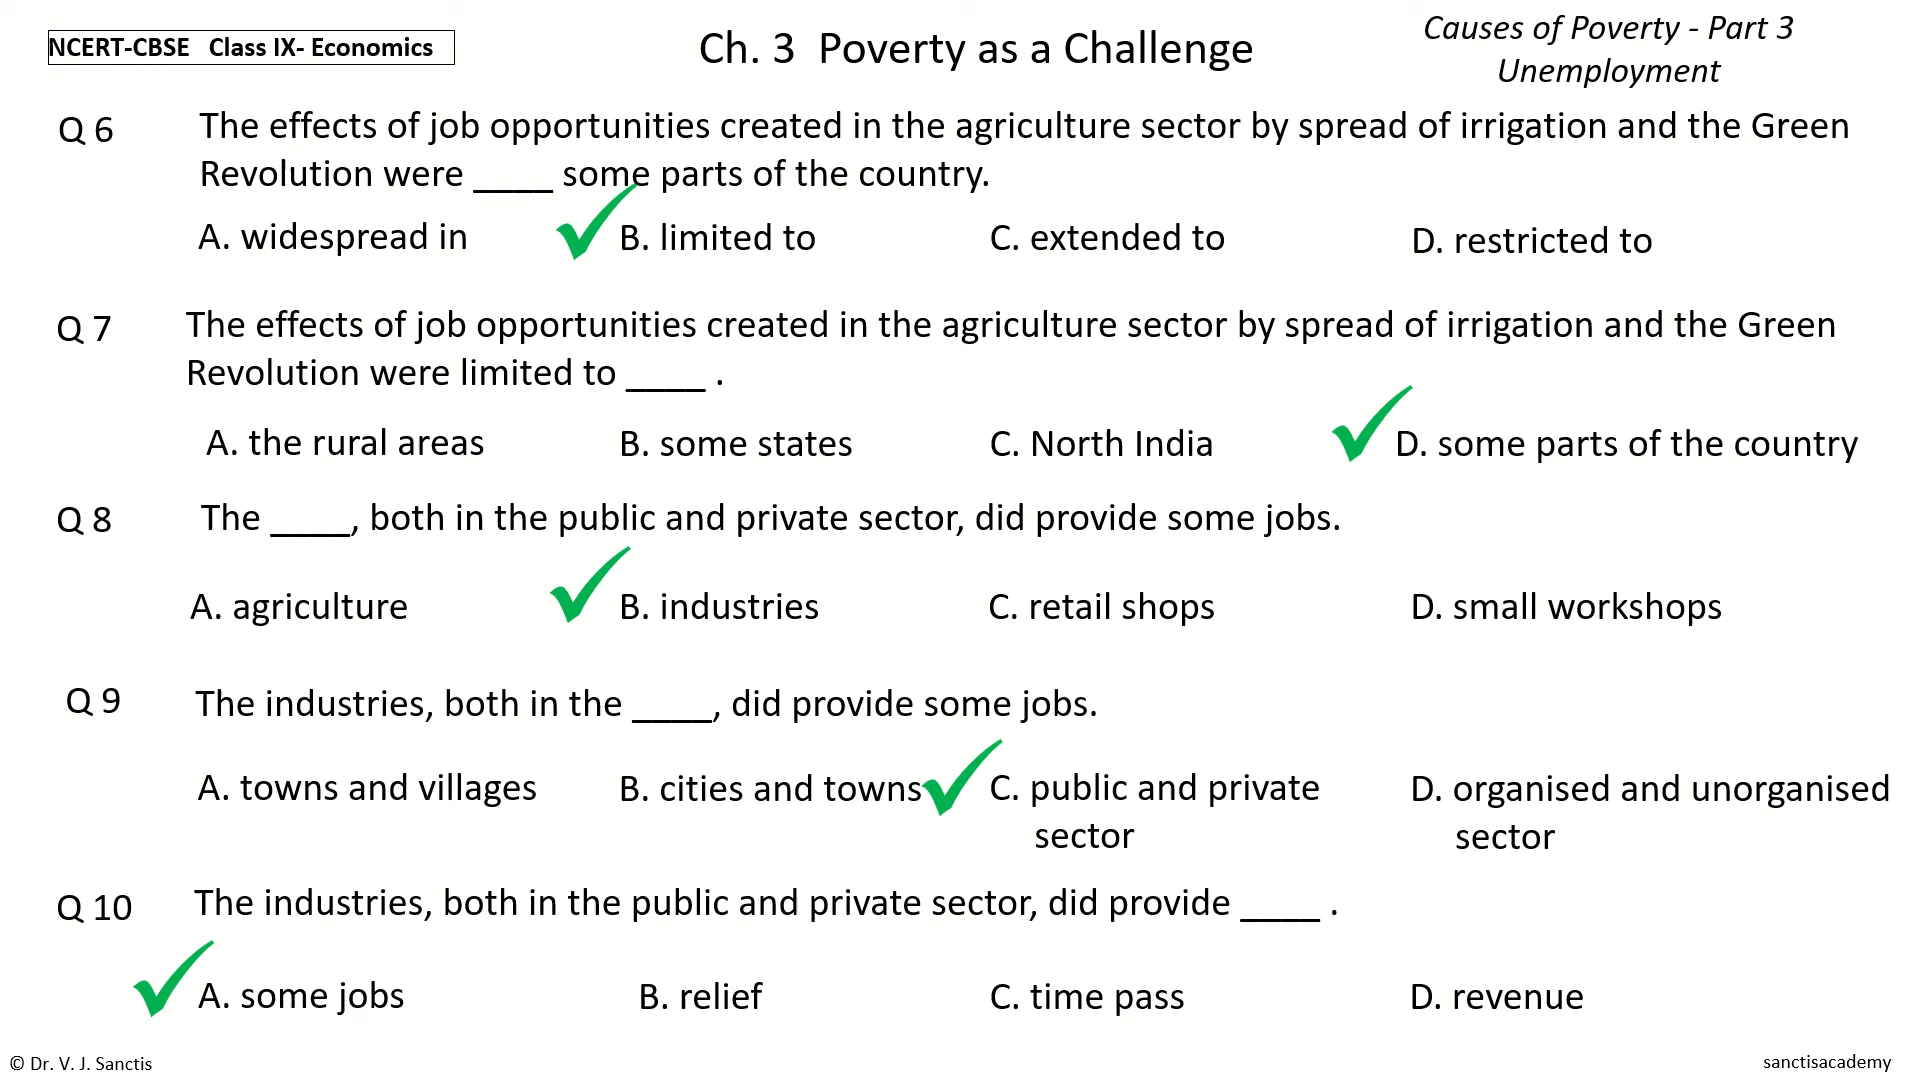 NCERT-CBSE Class IX- Economics
Ch. 3 Poverty as a Challenge
Causes of Poverty - Part 3
Unemployment
Q 6 The effects of job opportunities created in the agriculture sector by spread of irrigation and the Green
Revolution were ____ some parts of the country.
A. widespread in B. limited to C. extended to D. restricted to
Q 7 The effects of job opportunities created in the agriculture sector by spread of irrigation and the Green
Revolution were limited to ____ .
A. the rural areas B. some states C. North India D. some parts of the country
Q 8 The ____, both in the public and private sector, did provide some jobs.
A. agriculture B. industries C. retail shops D. small workshops
Q 9 The industries, both in the ____, did provide some jobs.
A. towns and villages B. cities and towns C. public and private D. organised and unorganised
sector sector
Q 10 The industries, both in the public and private sector, did provide ____ .
A. some jobs B. relief C. time pass D. revenue
© Dr. V. J. Sanctis sanctisacademy